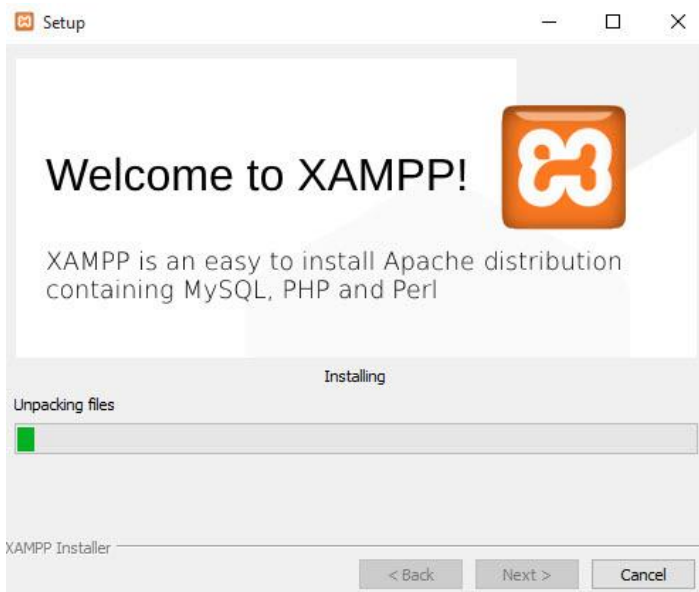 Setup
Welcome to XAMPP!
XAMPP is an easy to install Apache distribution
containing MySQL, PHP and Perl
Installing
Unpacking files
XAMPP Installer
< Back
Next >
Cancel